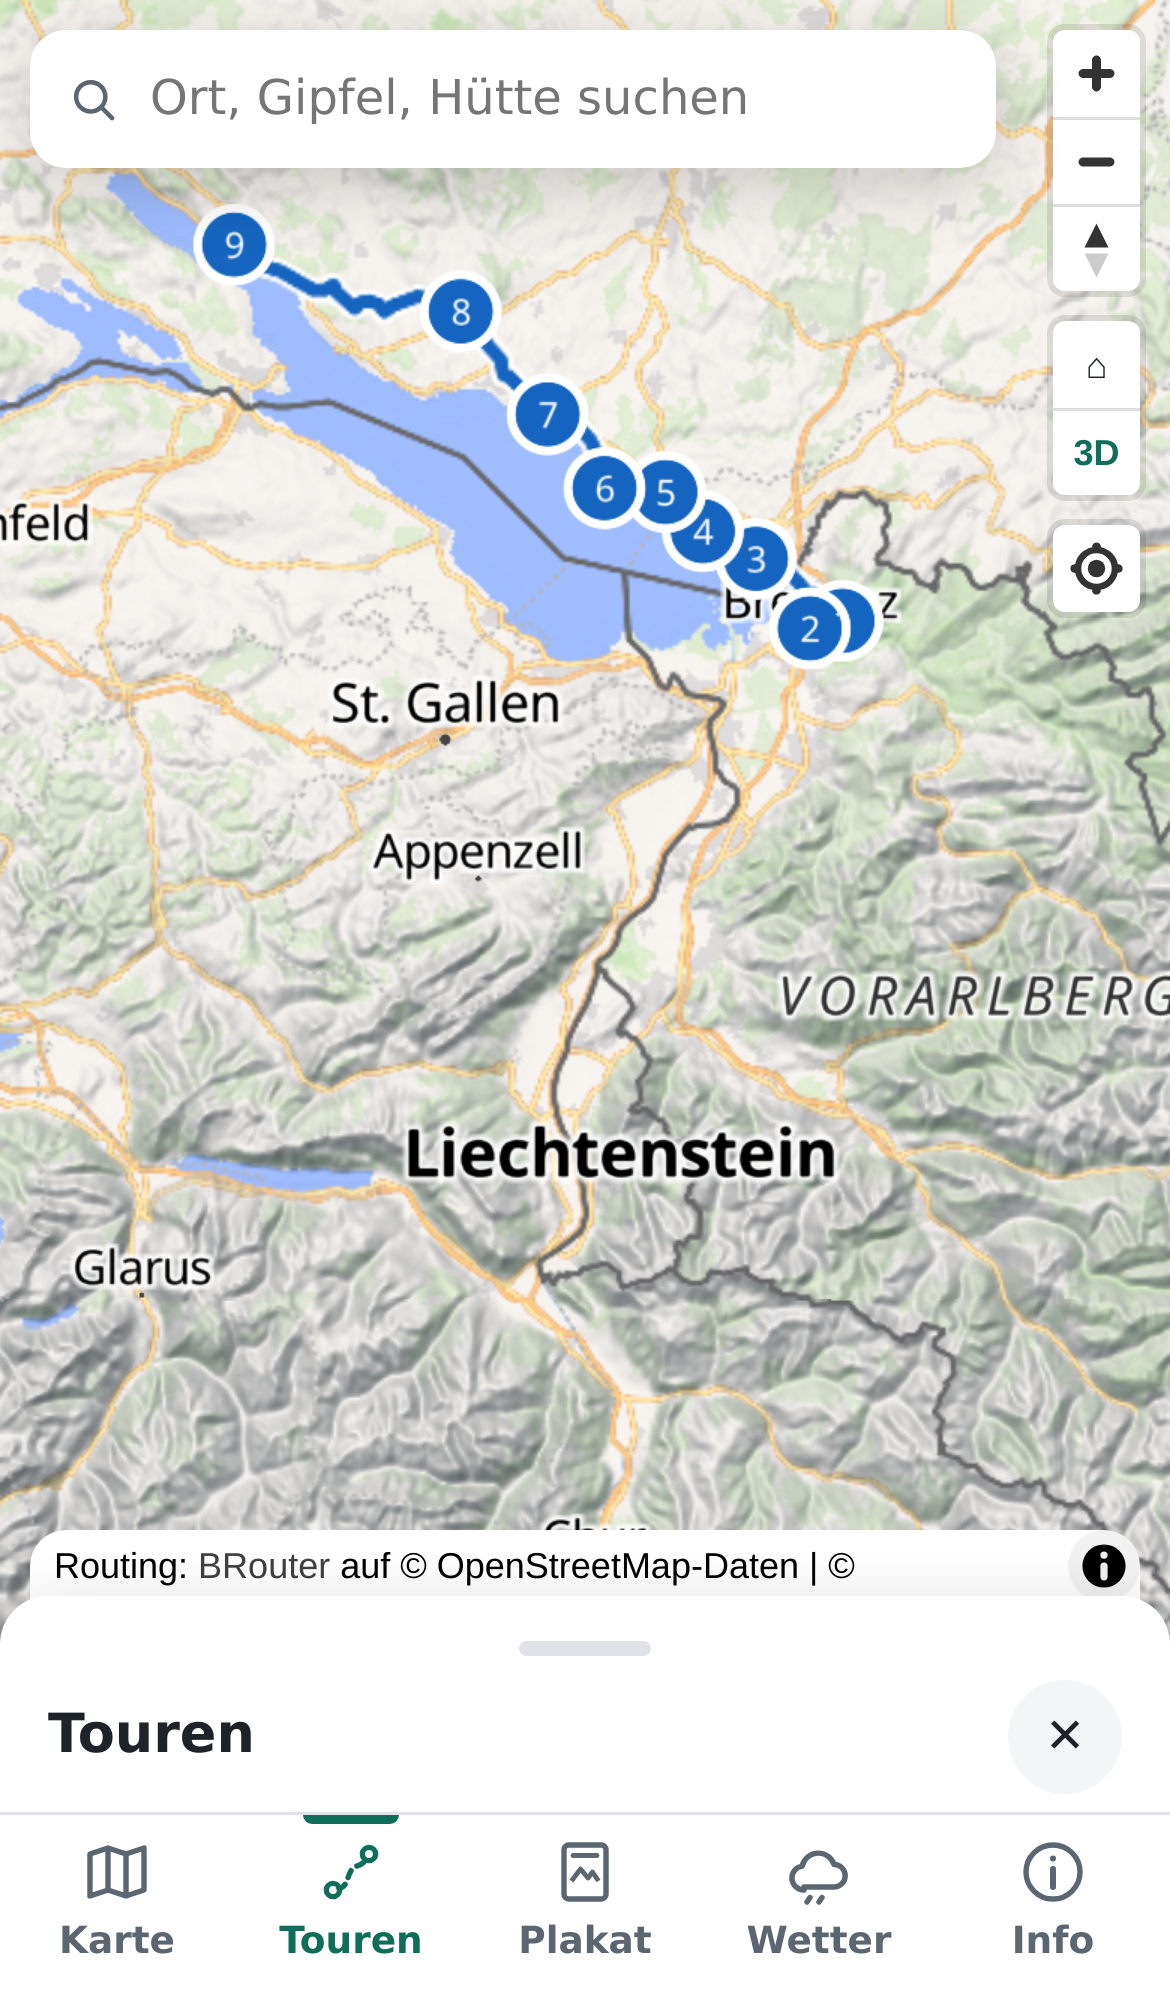 Ort, Gipfel, Hütte suchen
9
8
3D
7
6
5
nfeld
4
3
2
St. Gallen
Appenzell
VORARLBERG
Liechtenstein
Glarus
Routing: BRouter auf © OpenStreetMap-Daten | ©
Touren
Karte
Touren
Plakat
Wetter
Info